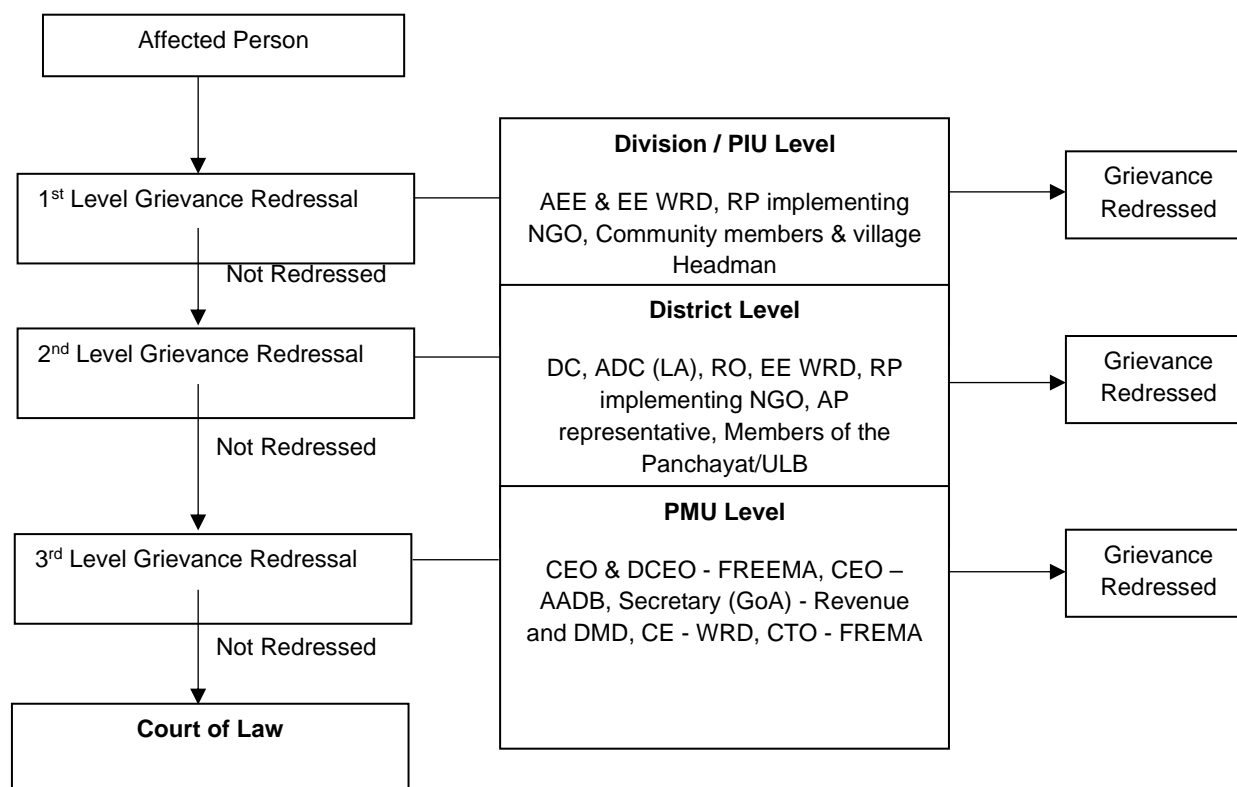 Affected Person
1st Level Grievance Redressal
Division / PIU Level
AEE & EE WRD, RP implementing
NGO, Community members & village
Headman
Grievance
Redressed
Not Redressed
2nd Level Grievance Redressal
District Level
DC, ADC (LA), RO, EE WRD, RP
implementing NGO, AP
representative, Members of the
Panchayat/ULB
Grievance
Redressed
Not Redressed
3rd Level Grievance Redressal
PMU Level
CEO & DCEO - FREEMA, CEO –
AADB, Secretary (GoA) - Revenue
and DMD, CE - WRD, CTO - FREMA
Grievance
Redressed
Not Redressed
Court of Law